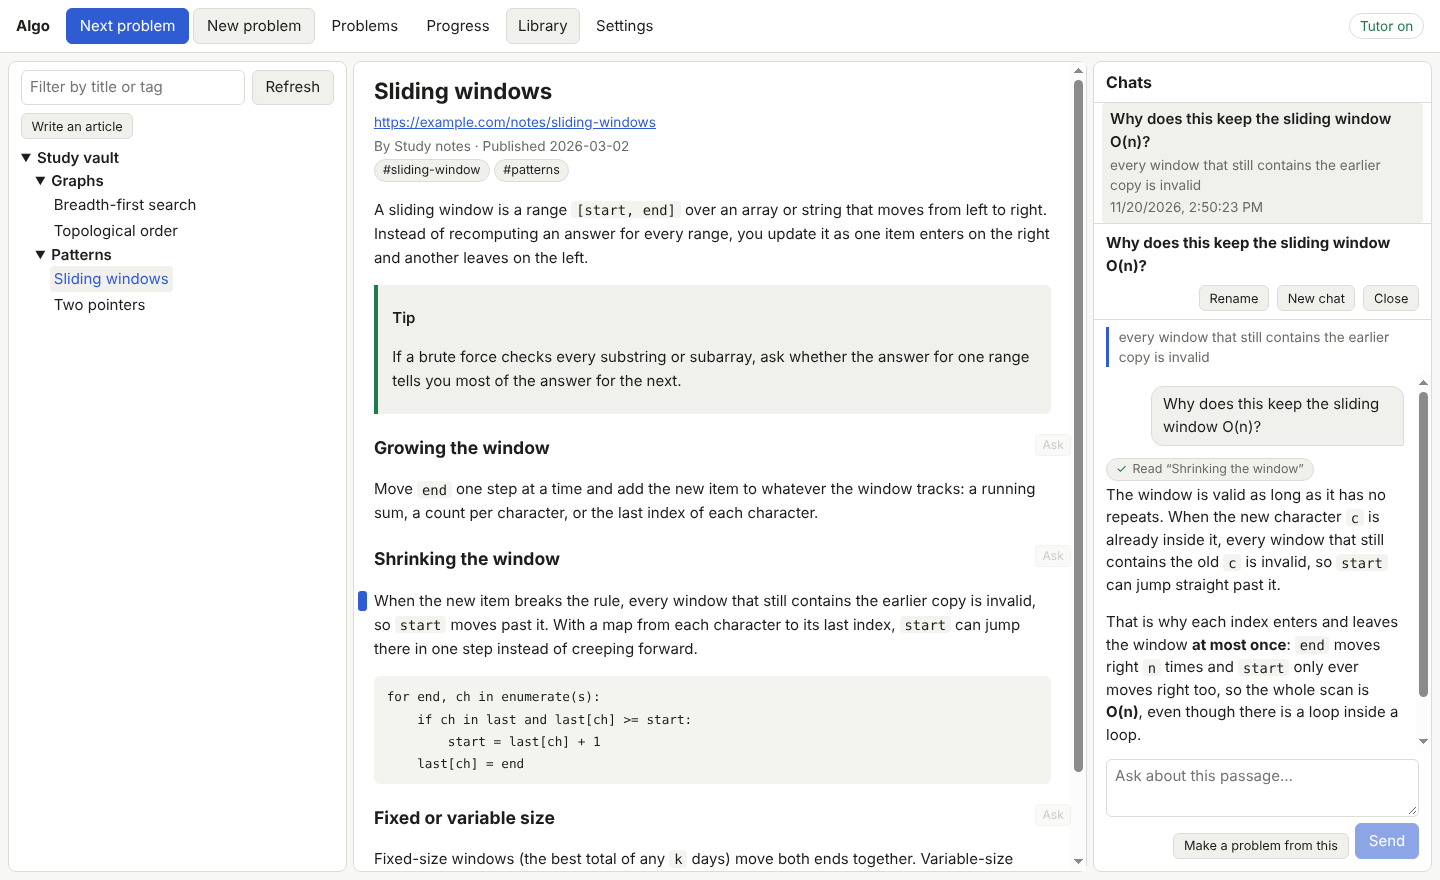 Algo
Next problem
New problem
Problems
Progress
Library
Settings
Tutor on
Filter by title or tag
Refresh
Write an article
▼ Study vault
▼ Graphs
Breadth-first search
Topological order
▼ Patterns
Sliding windows
Two pointers
Sliding windows
https://example.com/notes/sliding-windows
By Study notes · Published 2026-03-02
#sliding-window
#patterns
A sliding window is a range [start, end] over an array or string that moves from left to right.
Instead of recomputing an answer for every range, you update it as one item enters on the right
and another leaves on the left.
Tip
If a brute force checks every substring or subarray, ask whether the answer for one range
tells you most of the answer for the next.
Growing the window
Ask
Move end one step at a time and add the new item to whatever the window tracks: a running
sum, a count per character, or the last index of each character.
Shrinking the window
Ask
When the new item breaks the rule, every window that still contains the earlier copy is invalid,
so start moves past it. With a map from each character to its last index, start can jump
there in one step instead of creeping forward.
for end, ch in enumerate(s):
    if ch in last and last[ch] >= start:
        start = last[ch] + 1
    last[ch] = end
Fixed or variable size
Ask
Fixed-size windows (the best total of any k days) move both ends together. Variable-size
Chats
Why does this keep the sliding window
O(n)?
every window that still contains the earlier
copy is invalid
11/20/2026, 2:50:23 PM
Why does this keep the sliding window
O(n)?
Rename
New chat
Close
every window that still contains the earlier
copy is invalid
Why does this keep the sliding
window O(n)?
✓ Read “Shrinking the window”
The window is valid as long as it has no
repeats. When the new character c is
already inside it, every window that still
contains the old c is invalid, so start
can jump straight past it.
That is why each index enters and leaves
the window at most once: end moves
right n times and start only ever
moves right too, so the whole scan is
O(n), even though there is a loop inside a
loop.
Ask about this passage…
Make a problem from this
Send